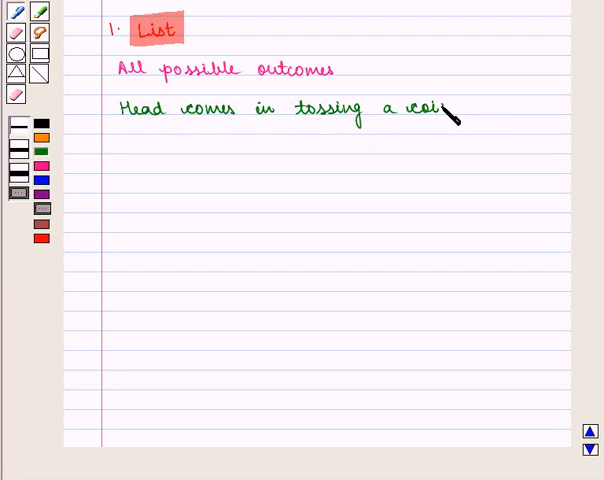 1. List
All possible outcomes
Head comes in tossing a coi